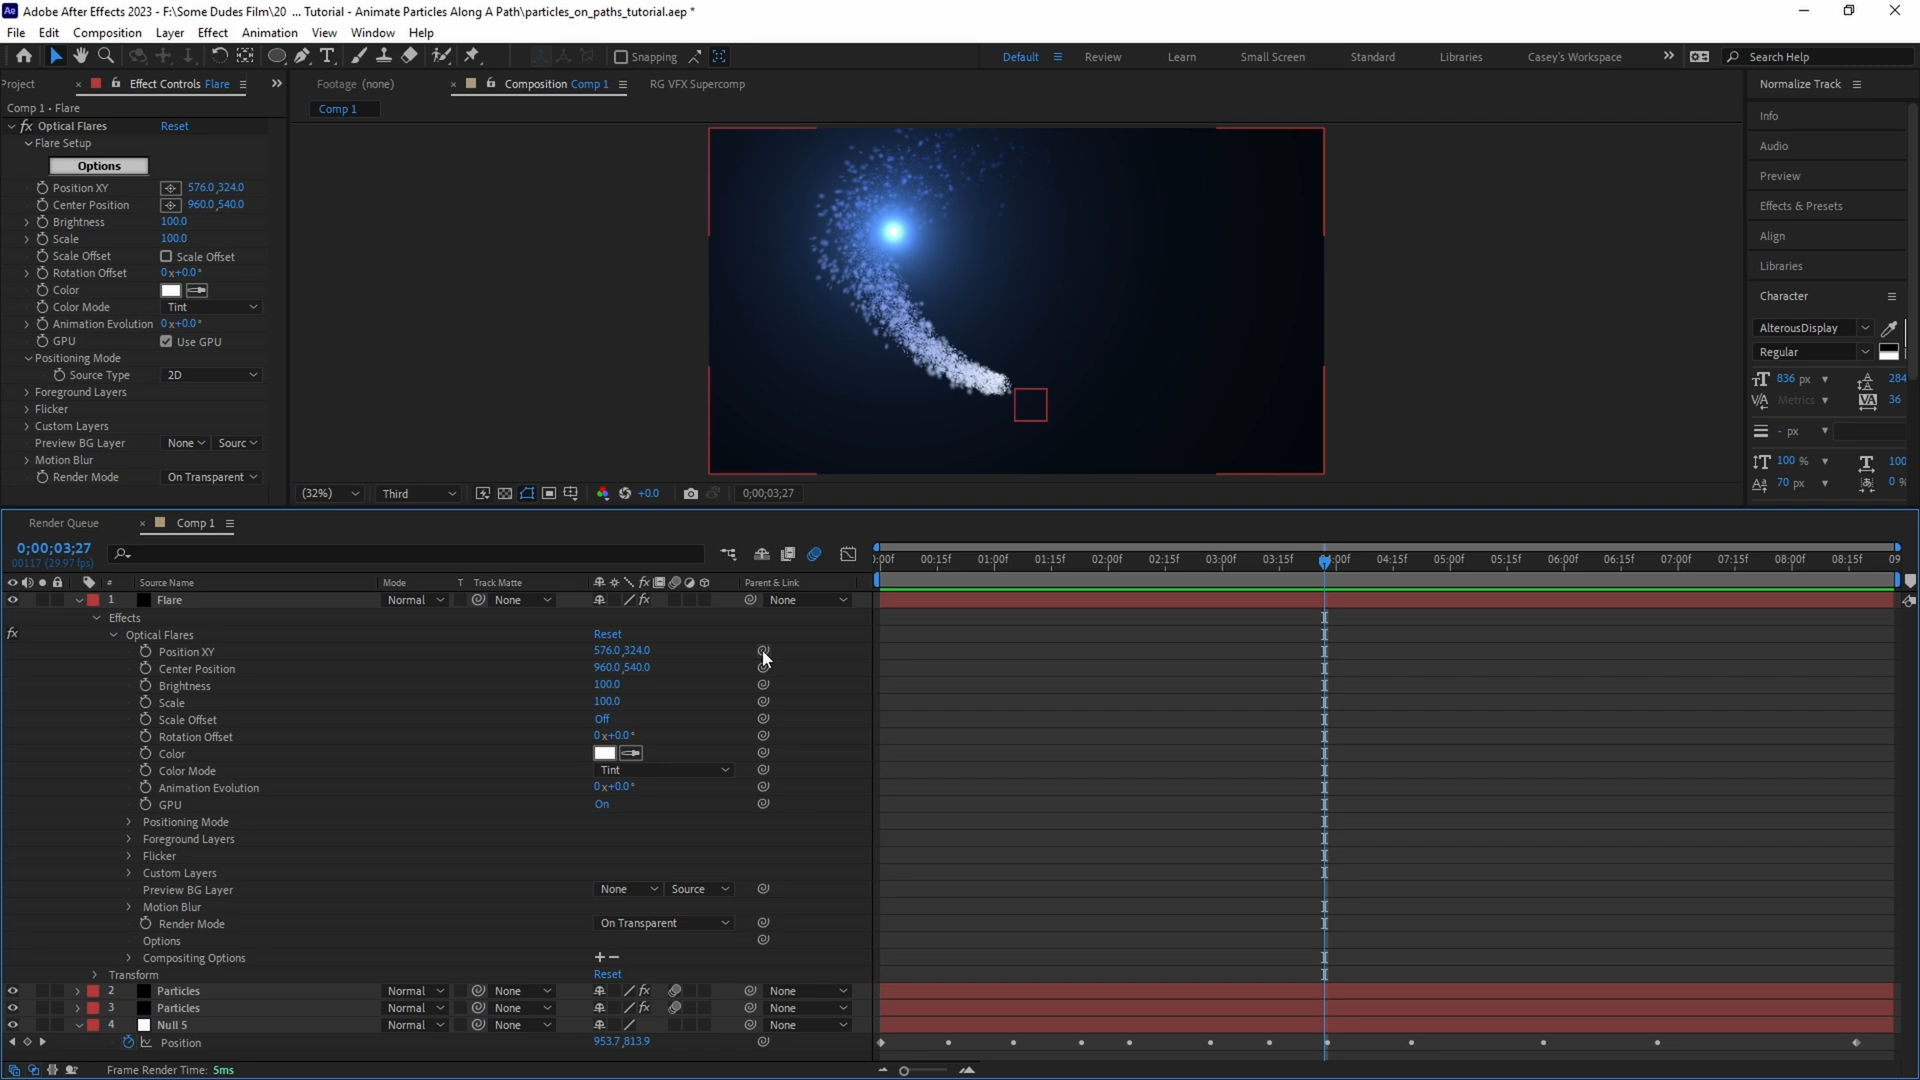 Adobe After Effects 2023 - F:\Some Dudes Film\20 ... Tutorial - Animate Particles Along A Path\particles_on_paths_tutorial.aep *
File Edit Composition Layer Effect Animation View Window Help
Snapping Default Review Learn Small Screen Standard Libraries Casey's Workspace Search Help
Project Effect Controls Flare Footage (none) Composition Comp 1 RG VFX Supercomp Normalize Track
Comp 1 • Flare
Comp 1
fx Optical Flares Reset
Flare Setup
Options
Position XY 576.0,324.0
Center Position 960.0,540.0
Brightness 100.0
Scale 100.0
Scale Offset Scale Offset
Rotation Offset 0x+0.0°
Color
Color Mode Tint
Animation Evolution 0x+0.0°
GPU Use GPU
Positioning Mode
Source Type 2D
Foreground Layers
Flicker
Custom Layers
Preview BG Layer None Sourc
Motion Blur
Render Mode On Transparent
(32%) Third +0.0 0;00;03;27
Info
Audio
Preview
Effects & Presets
Align
Libraries
Character
AlterousDisplay
Regular
836 px 284
Metrics 36
- px
100 % 100
70 px 0 %
Render Queue Comp 1
0;00;03;27
00117 (29.97 fps)
:00f 00:15f 01:00f 01:15f 02:00f 02:15f 03:00f 03:15f 04:00f 04:15f 05:00f 05:15f 06:00f 06:15f 07:00f 07:15f 08:00f 08:15f 09
# Source Name Mode T Track Matte fx Parent & Link
1 Flare Normal None fx None
Effects
fx Optical Flares Reset
Position XY 576.0,324.0
Center Position 960.0,540.0
Brightness 100.0
Scale 100.0
Scale Offset Off
Rotation Offset 0x+0.0°
Color
Color Mode Tint
Animation Evolution 0x+0.0°
GPU On
Positioning Mode
Foreground Layers
Flicker
Custom Layers
Preview BG Layer None Source
Motion Blur
Render Mode On Transparent
Options
Compositing Options + −
Transform Reset
2 Particles Normal None fx None
3 Particles Normal None fx None
4 Null 5 Normal None None
Position 953.7,813.9
Frame Render Time: 5ms